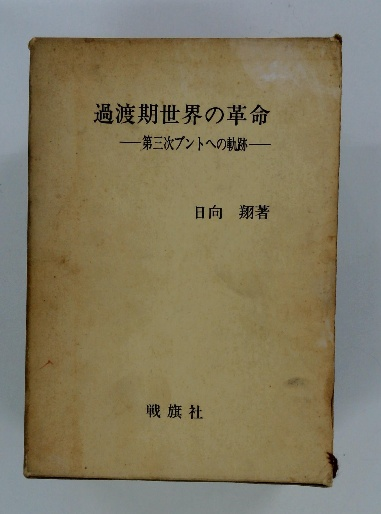 過渡期世界の革命
――第三次ブントへの軌跡――
日向 翔著
戦旗社